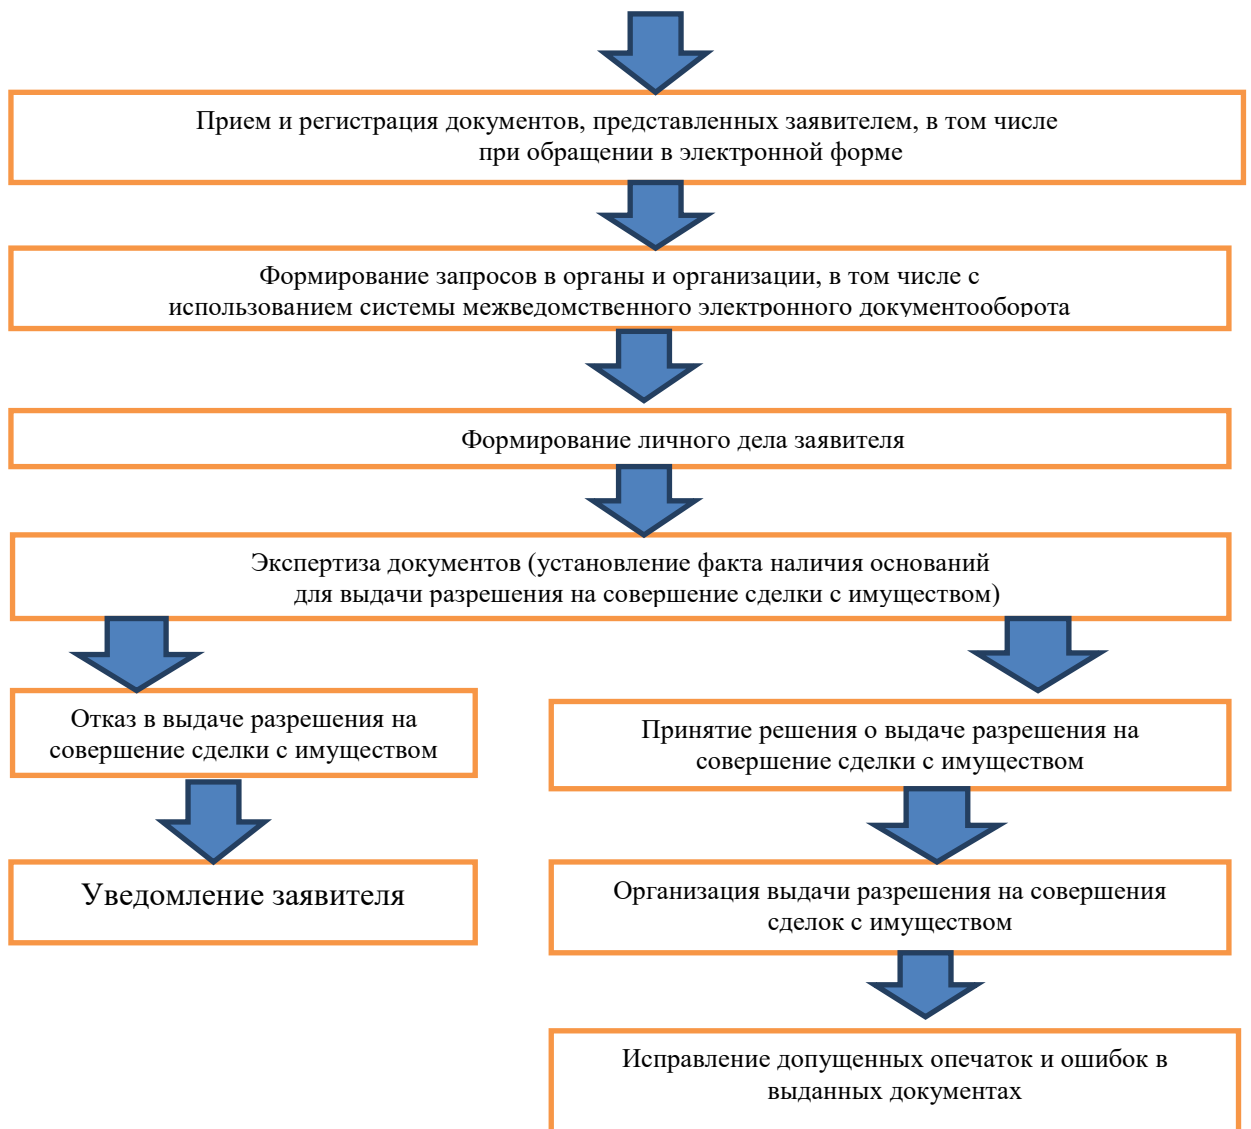 Прием и регистрация документов, представленных заявителем, в том числе
при обращении в электронной форме
Формирование запросов в органы и организации, в том числе с
использованием системы межведомственного электронного документооборота
Формирование личного дела заявителя
Экспертиза документов (установление факта наличия оснований
для выдачи разрешения на совершение сделки с имуществом)
Отказ в выдаче разрешения на
совершение сделки с имуществом
Принятие решения о выдаче разрешения на
совершение сделки с имуществом
Уведомление заявителя
Организация выдачи разрешения на совершения
сделок с имуществом
Исправление допущенных опечаток и ошибок в
выданных документах